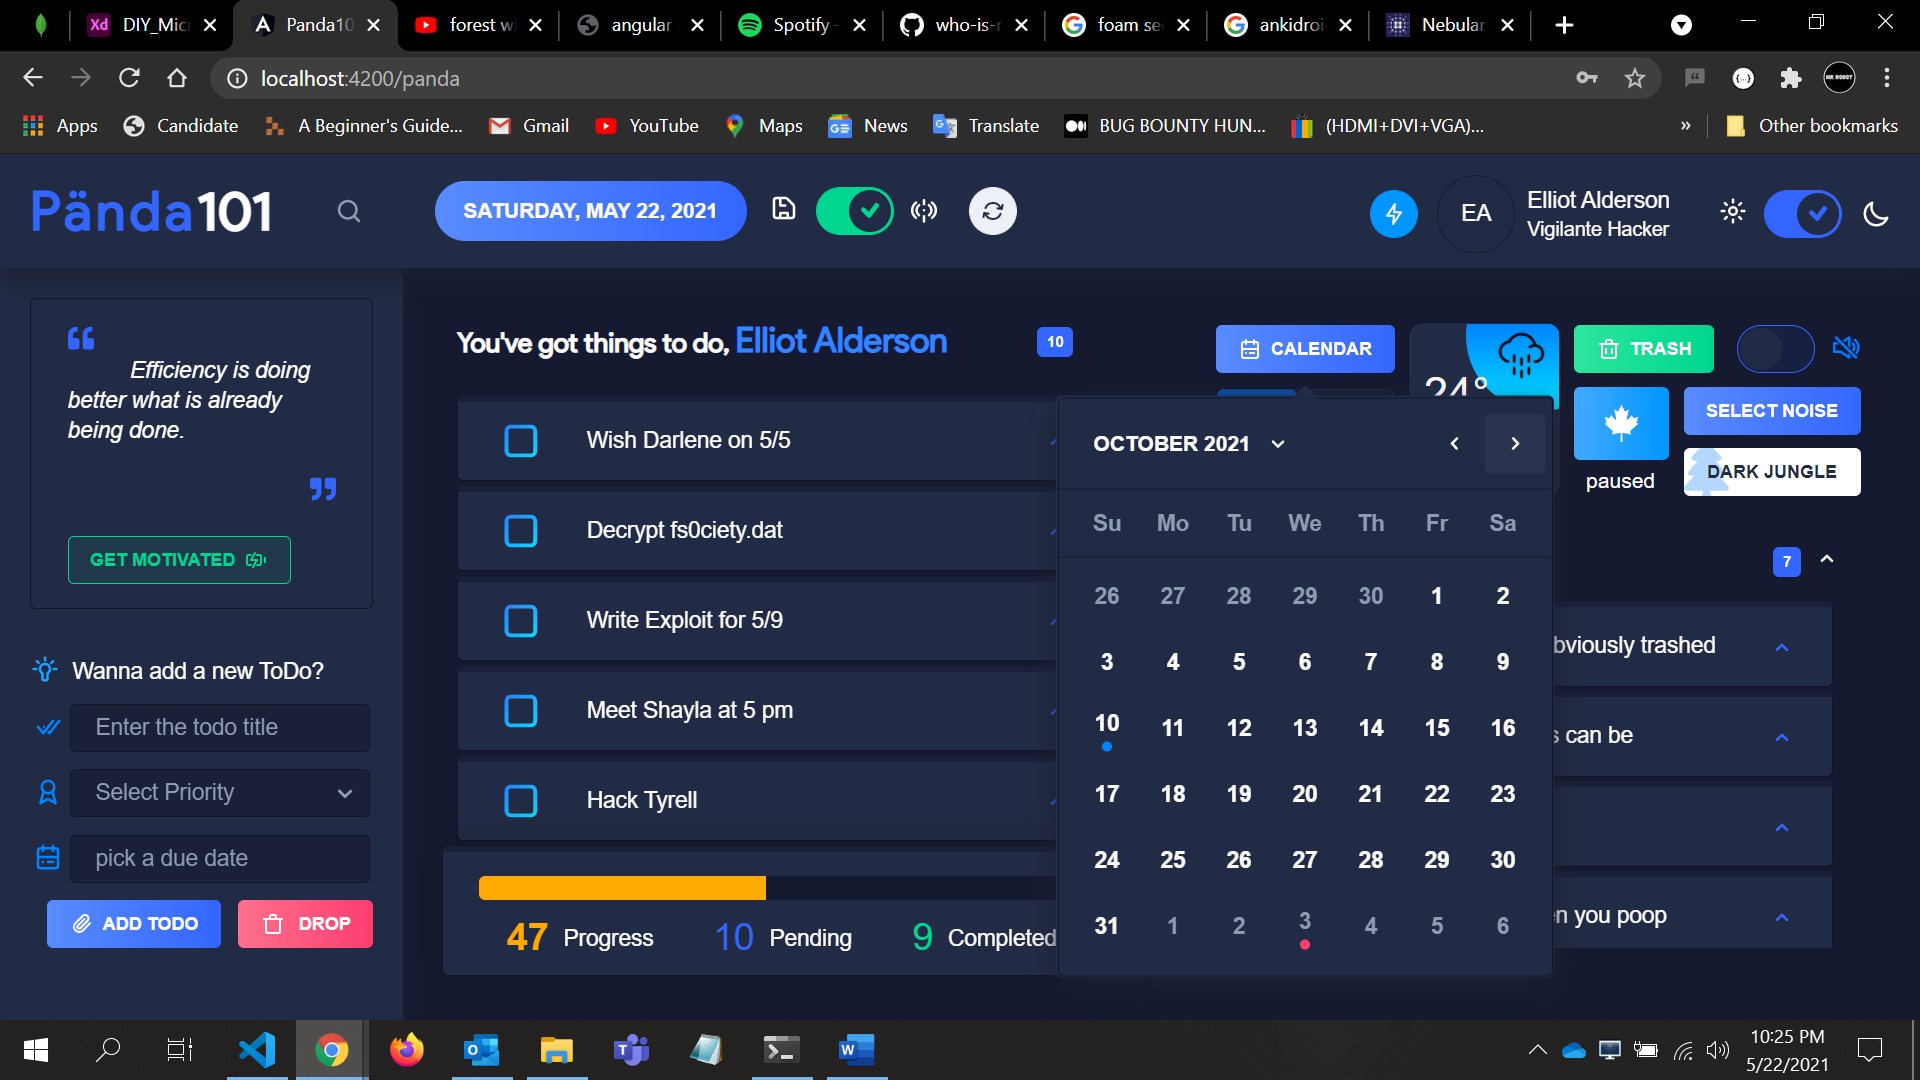 DIY_Mic
Panda10
forest w
angular
Spotify -
who-is-r
foam se
ankidroi
Nebular
localhost:4200/panda
Apps
Candidate
A Beginner's Guide...
Gmail
YouTube
Maps
News
Translate
BUG BOUNTY HUN...
(HDMI+DVI+VGA)...
»
Other bookmarks
Pända101
SATURDAY, MAY 22, 2021
EA
Elliot Alderson
Vigilante Hacker
Efficiency is doing
better what is already
being done.
GET MOTIVATED
Wanna add a new ToDo?
Enter the todo title
Select Priority
pick a due date
ADD TODO
DROP
You've got things to do, Elliot Alderson
10
Wish Darlene on 5/5
Decrypt fs0ciety.dat
Write Exploit for 5/9
Meet Shayla at 5 pm
Hack Tyrell
47 Progress
10 Pending
9 Completed
CALENDAR
24°
TRASH
paused
SELECT NOISE
DARK JUNGLE
OCTOBER 2021
Su Mo Tu We Th Fr Sa
26 27 28 29 30 1 2
3 4 5 6 7 8 9
10 11 12 13 14 15 16
17 18 19 20 21 22 23
24 25 26 27 28 29 30
31 1 2 3 4 5 6
7
bviously trashed
s can be
en you poop
10:25 PM
5/22/2021